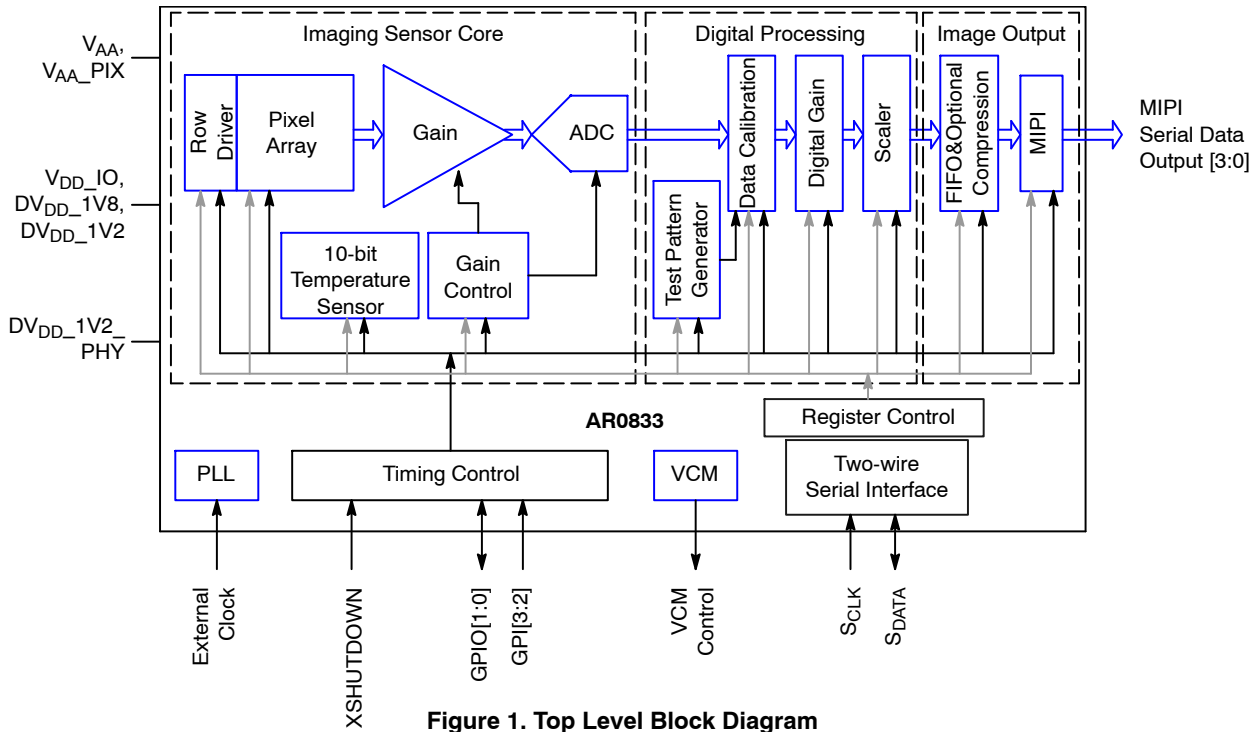 Imaging Sensor Core
Digital Processing
Image Output
V_AA,
V_AA_PIX
V_DD_IO,
DV_DD_1V8,
DV_DD_1V2
DV_DD_1V2_
PHY
Row
Driver
Pixel
Array
Gain
ADC
10-bit
Temperature
Sensor
Gain
Control
Test Pattern
Generator
Data Calibration
Digital Gain
Scaler
FIFO&Optional
Compression
MIPI
MIPI
Serial Data
Output [3:0]
AR0833
Register Control
PLL
Timing Control
VCM
Two-wire
Serial Interface
External
Clock
XSHUTDOWN
GPIO[1:0]
GPI[3:2]
VCM
Control
SCLK
SDATA
Figure 1. Top Level Block Diagram